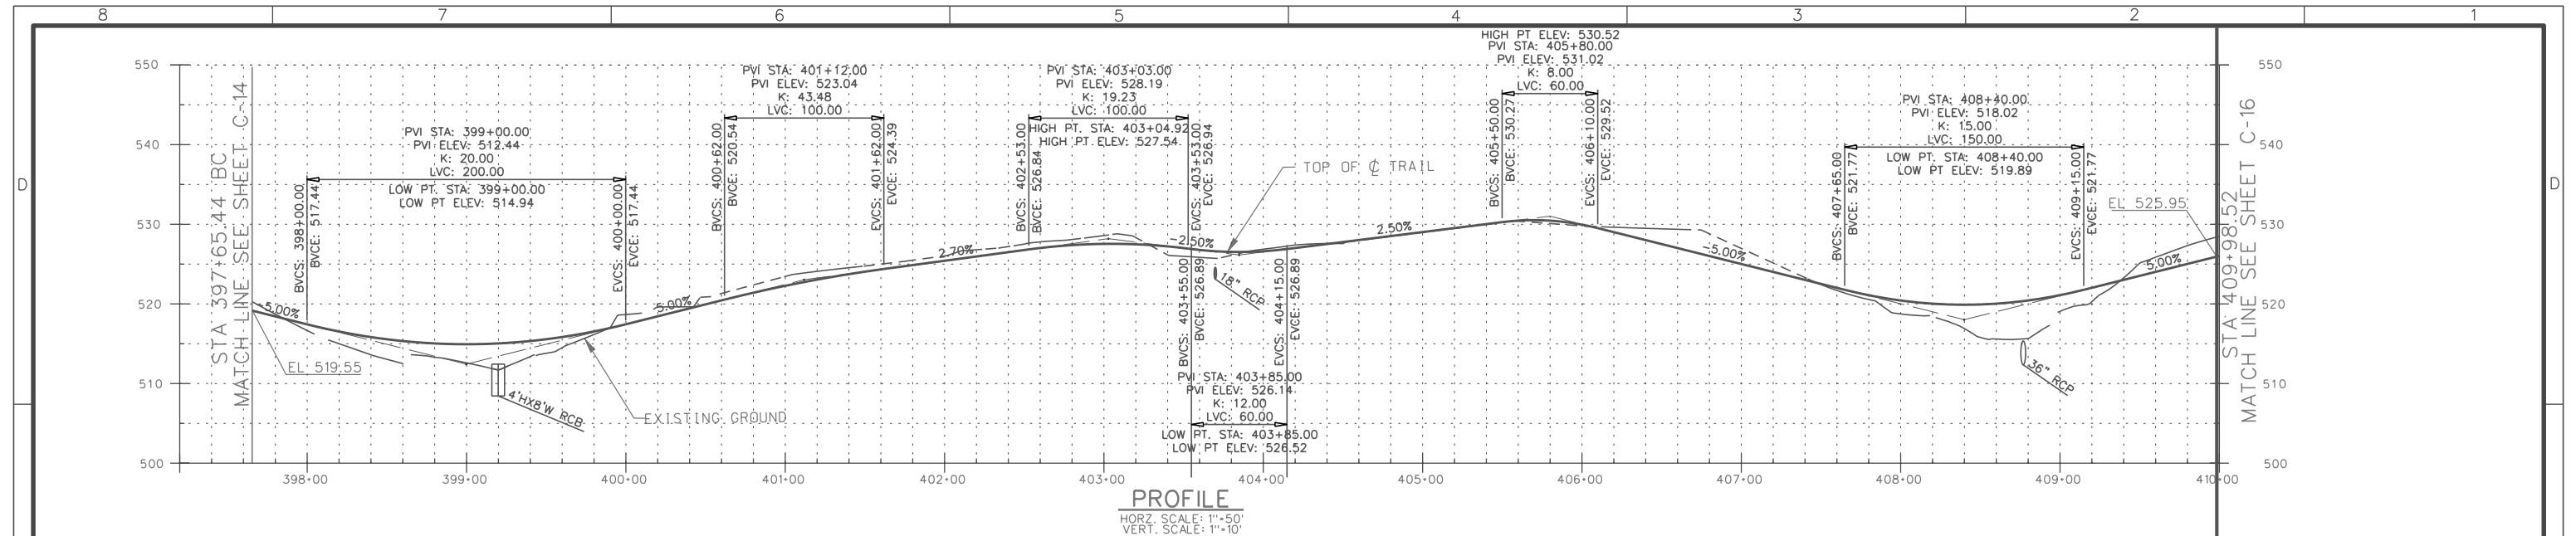 8 7 6 5 4 3 2 1
D
D
550
540
530
520
510
500
STA 397+65.44 BC
MATCH LINE SEE SHEET C-14
EL 519.55
-5.00%
BVCS: 398+00.00
BVCE: 517.44
PVI STA: 399+00.00
PVI ELEV: 512.44
K: 20.00
LVC: 200.00
LOW PT. STA: 399+00.00
LOW PT ELEV: 514.94
EVCS: 400+00.00
EVCE: 517.44
4'HX8'W RCB
EXISTING GROUND
5.00%
BVCS: 400+62.00
BVCE: 520.54
PVI STA: 401+12.00
PVI ELEV: 523.04
K: 43.48
LVC: 100.00
EVCS: 401+62.00
EVCE: 524.39
2.70%
BVCS: 402+53.00
BVCE: 526.84
PVI STA: 403+03.00
PVI ELEV: 528.19
K: 19.23
LVC: 100.00
HIGH PT. STA: 403+04.92
HIGH PT ELEV: 527.54
EVCS: 403+53.00
EVCE: 526.94
-2.50%
BVCS: 403+55.00
BVCE: 526.89
18" RCP
TOP OF ℄ TRAIL
EVCS: 404+15.00
EVCE: 526.89
PVI STA: 403+85.00
PVI ELEV: 526.14
K: 12.00
LVC: 60.00
LOW PT. STA: 403+85.00
LOW PT ELEV: 526.52
2.50%
HIGH PT ELEV: 530.52
PVI STA: 405+80.00
PVI ELEV: 531.02
K: 8.00
LVC: 60.00
BVCS: 405+50.00
BVCE: 530.27
EVCS: 406+10.00
EVCE: 529.52
-5.00%
BVCS: 407+65.00
BVCE: 521.77
PVI STA: 408+40.00
PVI ELEV: 518.02
K: 15.00
LVC: 150.00
LOW PT. STA: 408+40.00
LOW PT ELEV: 519.89
EVCS: 409+15.00
EVCE: 521.77
36" RCP
5.00%
EL 525.95
STA 409+98.52
MATCH LINE SEE SHEET C-16
550
540
530
520
510
500
398+00 399+00 400+00 401+00 402+00 403+00 404+00 405+00 406+00 407+00 408+00 409+00 410+00
PROFILE
HORZ. SCALE: 1"=50'
VERT. SCALE: 1"=10'